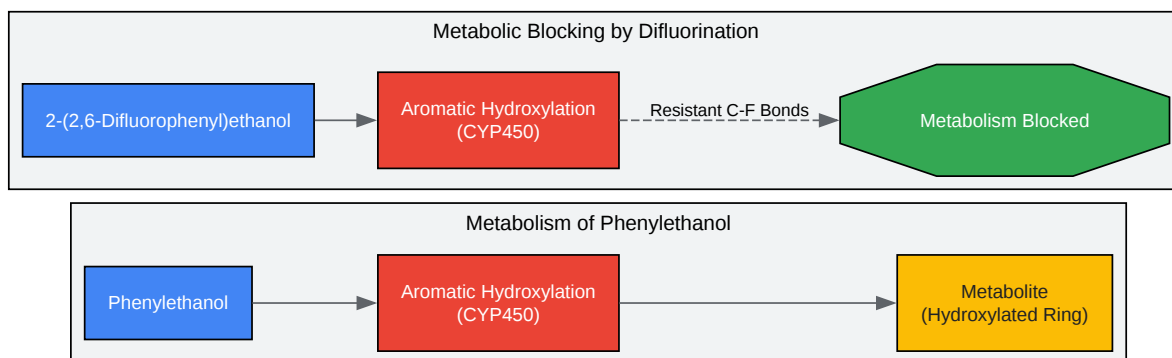 Metabolic Blocking by Difluorination
2-(2,6-Difluorophenyl)ethanol
Aromatic Hydroxylation
(CYP450)
Resistant C-F Bonds
Metabolism Blocked
Metabolism of Phenylethanol
Phenylethanol
Aromatic Hydroxylation
(CYP450)
Metabolite
(Hydroxylated Ring)